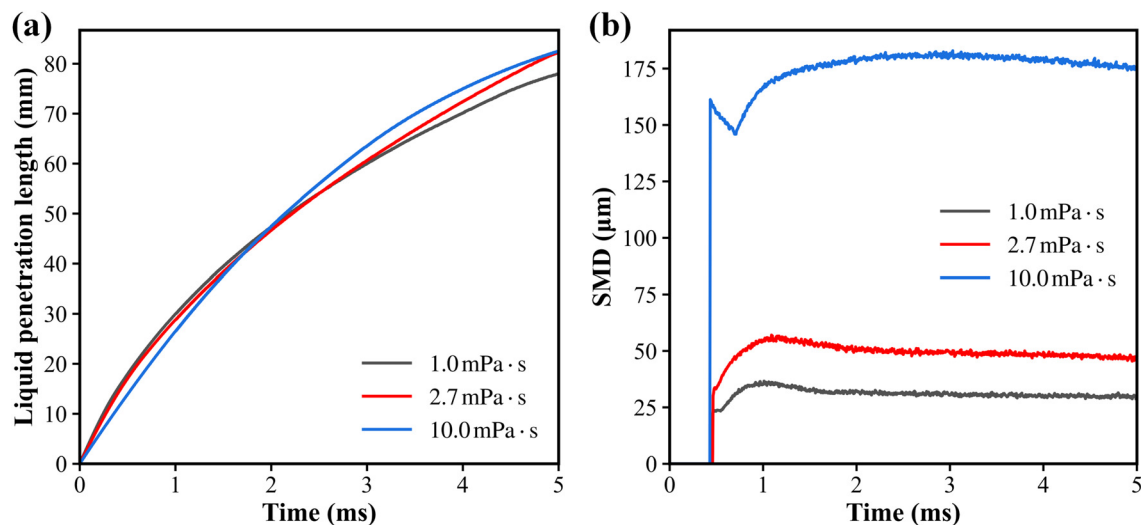 (a)
Liquid penetration length (mm)
80
70
60
50
40
30
20
10
0
0 1 2 3 4 5
Time (ms)
1.0 mPa · s
2.7 mPa · s
10.0 mPa · s
(b)
SMD (μm)
175
150
125
100
75
50
25
0
0 1 2 3 4 5
Time (ms)
1.0 mPa · s
2.7 mPa · s
10.0 mPa · s